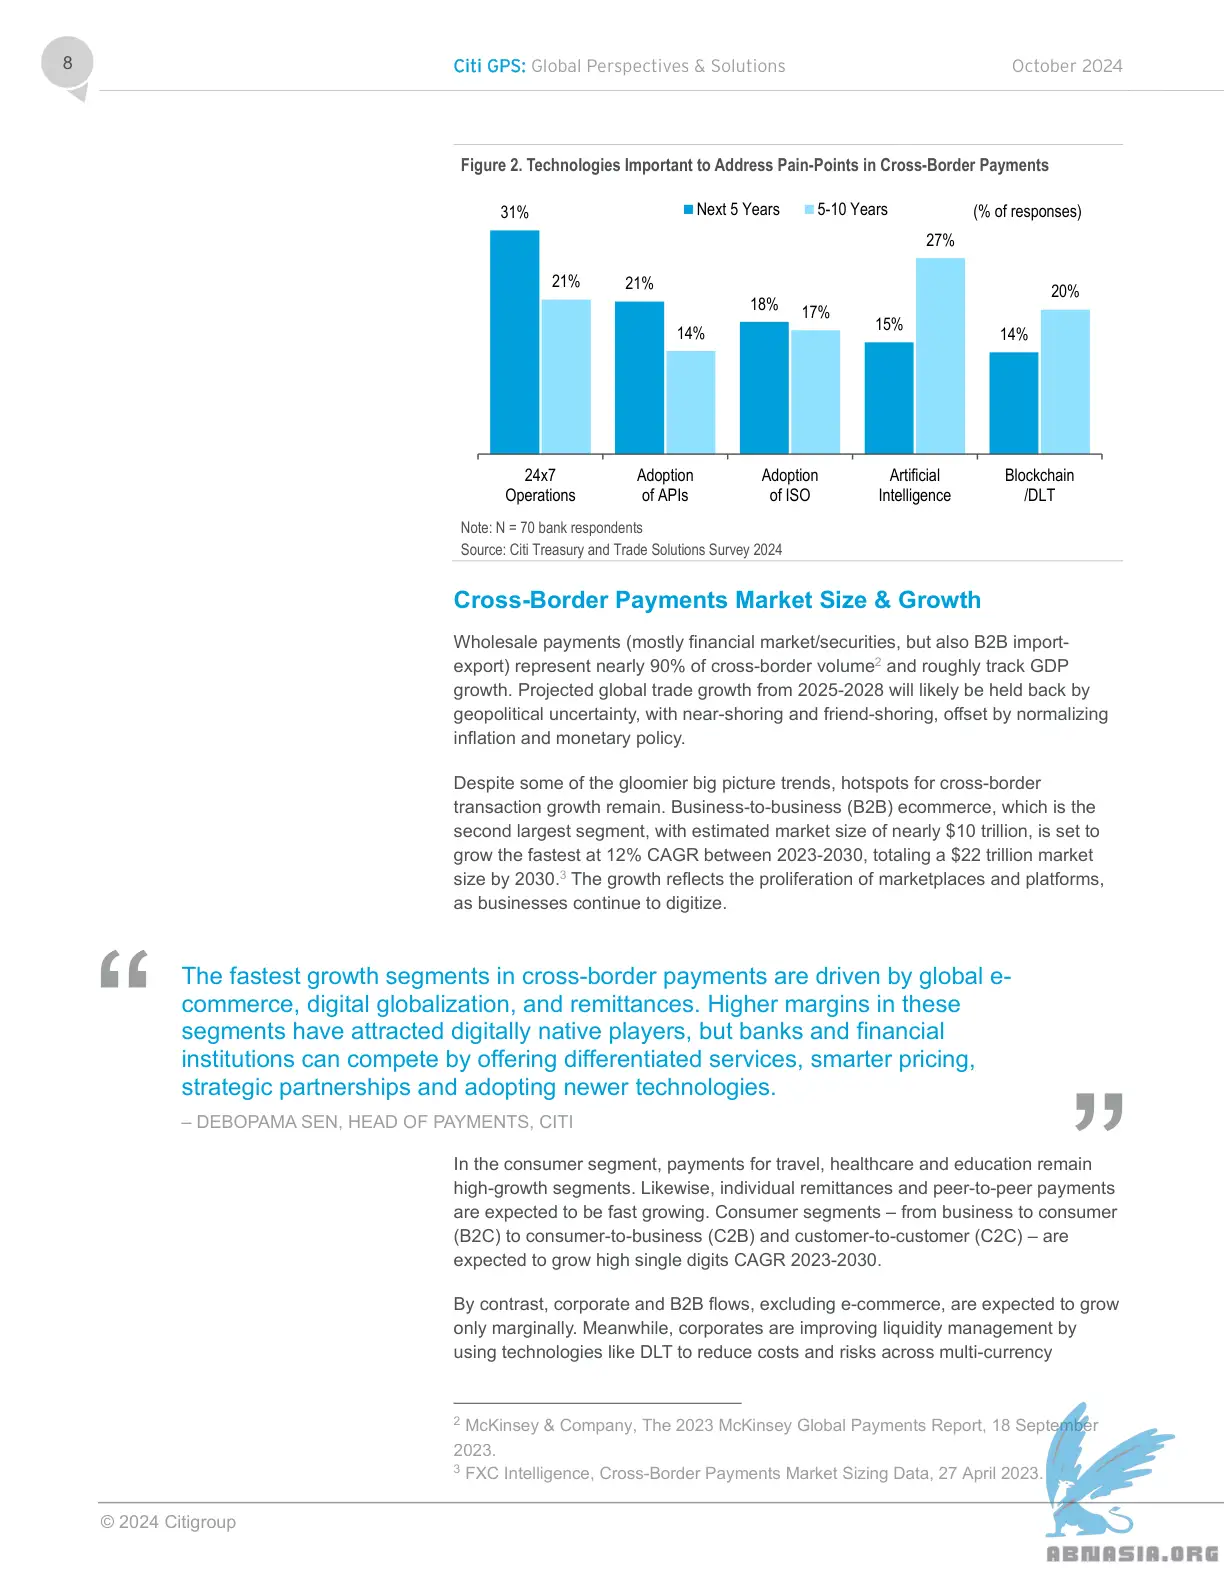 8
Citi GPS: Global Perspectives & Solutions
October 2024
Figure 2. Technologies Important to Address Pain-Points in Cross-Border Payments
Next 5 Years
5-10 Years
(% of responses)
31%
21%
21%
14%
18%
17%
15%
27%
14%
20%
24x7
Operations
Adoption
of APIs
Adoption
of ISO
Artificial
Intelligence
Blockchain
/DLT
Note: N = 70 bank respondents
Source: Citi Treasury and Trade Solutions Survey 2024
Cross-Border Payments Market Size & Growth
Wholesale payments (mostly financial market/securities, but also B2B import-
export) represent nearly 90% of cross-border volume2 and roughly track GDP
growth. Projected global trade growth from 2025-2028 will likely be held back by
geopolitical uncertainty, with near-shoring and friend-shoring, offset by normalizing
inflation and monetary policy.
Despite some of the gloomier big picture trends, hotspots for cross-border
transaction growth remain. Business-to-business (B2B) ecommerce, which is the
second largest segment, with estimated market size of nearly $10 trillion, is set to
grow the fastest at 12% CAGR between 2023-2030, totaling a $22 trillion market
size by 2030.3 The growth reflects the proliferation of marketplaces and platforms,
as businesses continue to digitize.
“
The fastest growth segments in cross-border payments are driven by global e-
commerce, digital globalization, and remittances. Higher margins in these
segments have attracted digitally native players, but banks and financial
institutions can compete by offering differentiated services, smarter pricing,
strategic partnerships and adopting newer technologies.
”
– DEBOPAMA SEN, HEAD OF PAYMENTS, CITI
In the consumer segment, payments for travel, healthcare and education remain
high-growth segments. Likewise, individual remittances and peer-to-peer payments
are expected to be fast growing. Consumer segments – from business to consumer
(B2C) to consumer-to-business (C2B) and customer-to-customer (C2C) – are
expected to grow high single digits CAGR 2023-2030.
By contrast, corporate and B2B flows, excluding e-commerce, are expected to grow
only marginally. Meanwhile, corporates are improving liquidity management by
using technologies like DLT to reduce costs and risks across multi-currency
2 McKinsey & Company, The 2023 McKinsey Global Payments Report, 18 September
2023.
3 FXC Intelligence, Cross-Border Payments Market Sizing Data, 27 April 2023.
© 2024 Citigroup
ABNASIA.ORG